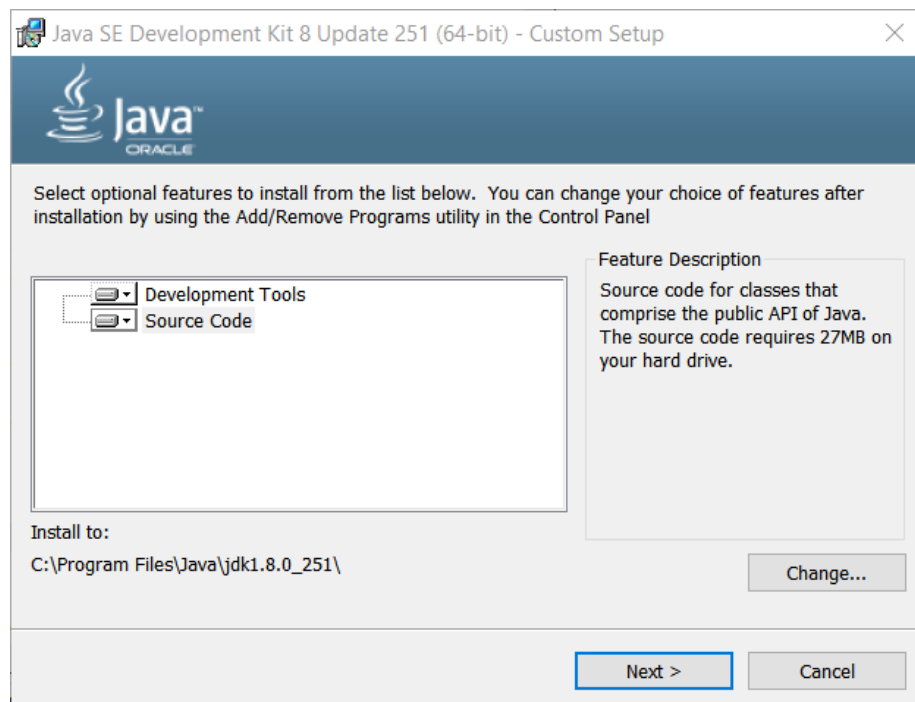 Java SE Development Kit 8 Update 251 (64-bit) - Custom Setup
Java™
ORACLE
Select optional features to install from the list below.  You can change your choice of features after
installation by using the Add/Remove Programs utility in the Control Panel
Development Tools
Source Code
Feature Description
Source code for classes that
comprise the public API of Java.
The source code requires 27MB on
your hard drive.
Install to:
C:\Program Files\Java\jdk1.8.0_251\
Change...
Next >
Cancel